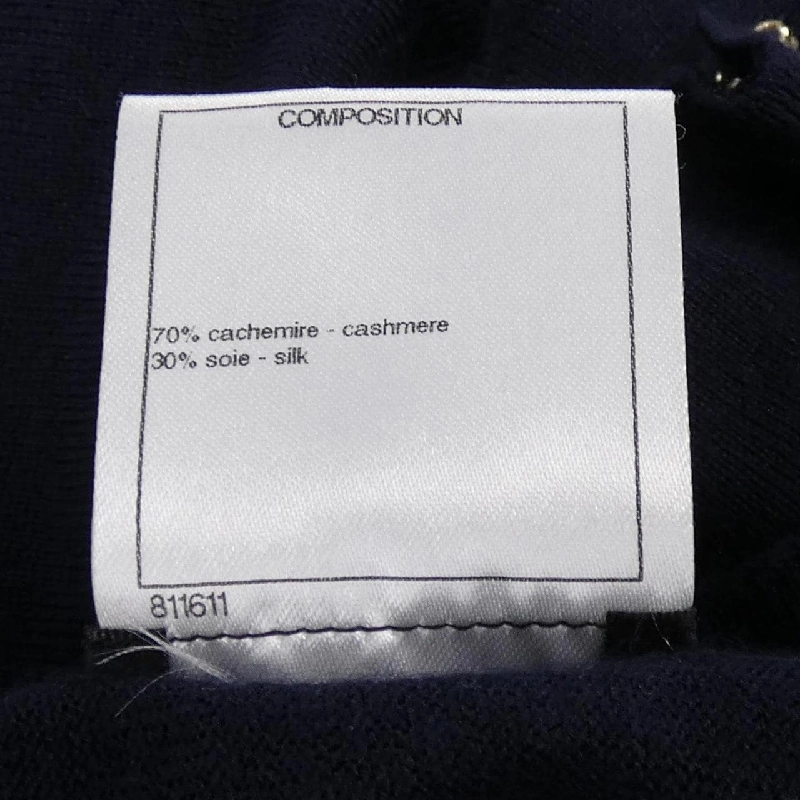 COMPOSITION
70% cachemire - cashmere
30% soie - silk
811611